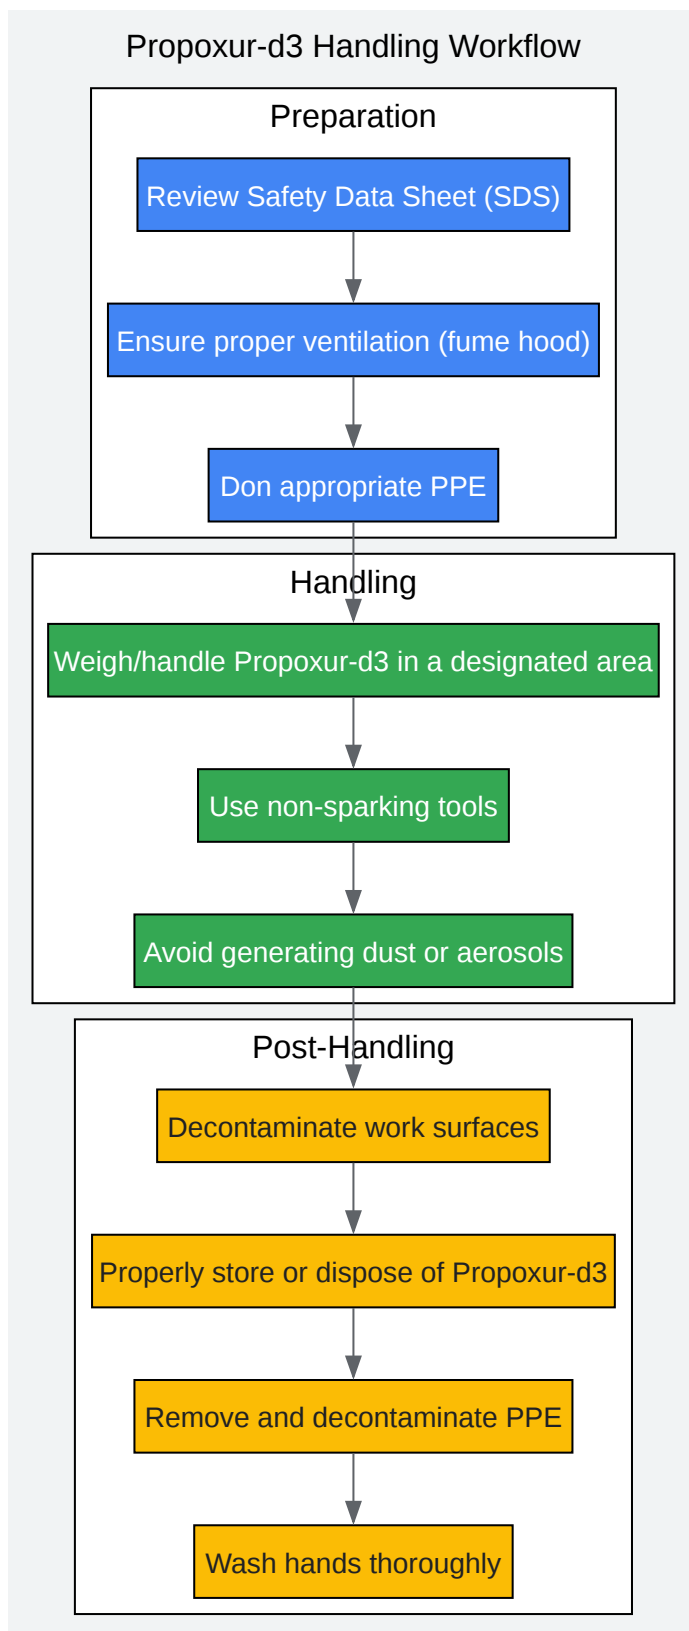 Propoxur-d3 Handling Workflow
Preparation
Review Safety Data Sheet (SDS)
Ensure proper ventilation (fume hood)
Don appropriate PPE
Handling
Weigh/handle Propoxur-d3 in a designated area
Use non-sparking tools
Avoid generating dust or aerosols
Post-Handling
Decontaminate work surfaces
Properly store or dispose of Propoxur-d3
Remove and decontaminate PPE
Wash hands thoroughly